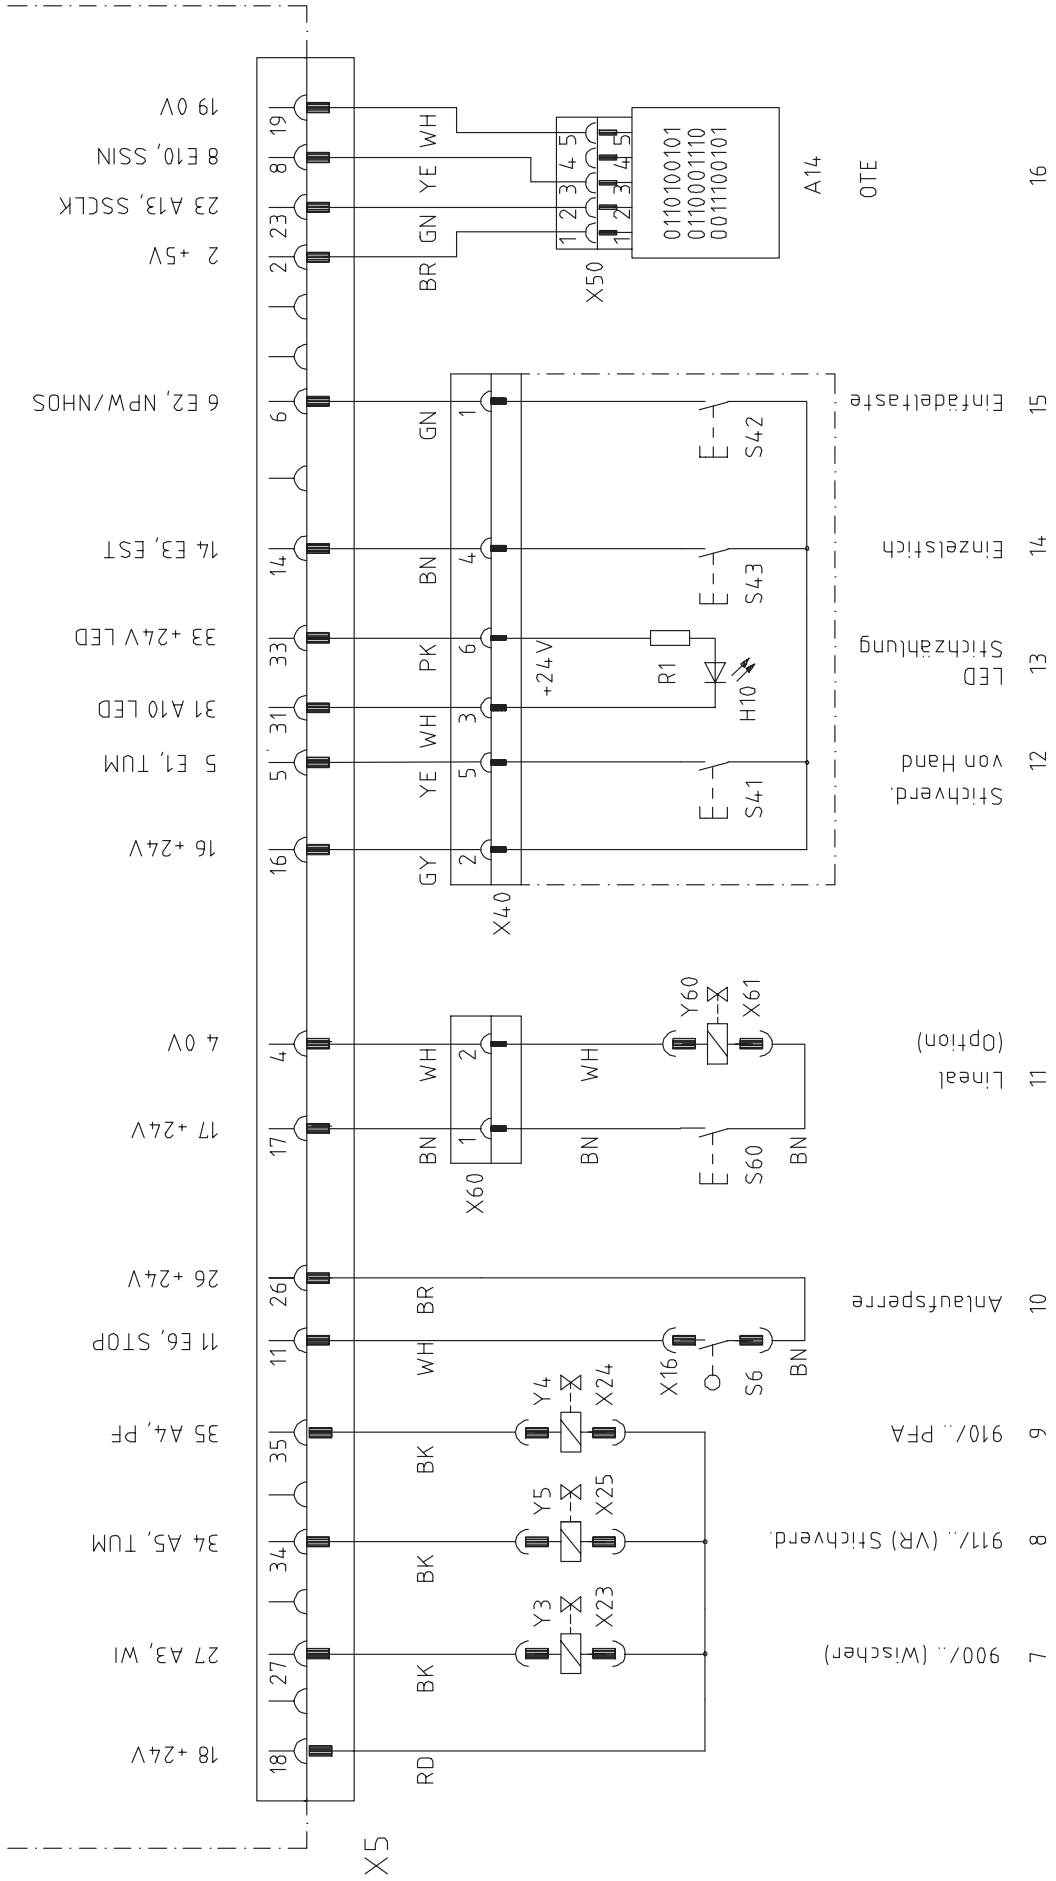 19 0V
8 E10, SSIN
23 A13, SSCLK
2 +5V
6 E2, NPW/NHOS
14 E3, EST
33 +24V LED
31 A10 LED
5 E1, TUM
16 +24V
4 0V
17 +24V
26 +24V
11 E6, STOP
35 A4, PF
34 A5, TUM
27 A3, WI
18 +24V
19
8
23
2
6
14
33
31
5
16
4
17
26
11
35
34
27
18
X5
WH
YE
GN
BR
GN
BN
PK
WH
YE
GY
WH
BN
BR
WH
BK
BK
BK
RD
1
4
6
3
5
2
X40
+24V
2
1
X60
WH
BN
5
4
3
2
1
5
4
3
2
1
X50
0110100101
0110001110
0011100101
A14
OTE
S42
S43
R1
H10
S41
Y60
X61
S60
BN
X16
S6
BN
Y4
X24
Y5
X25
Y3
X23
Einfädeltaste
Einzelstich
LED
Stichzählung
Stichverd.
von Hand
Lineal
(Option)
Anlaufsperre
910/.. PFA
911/.. (VR) Stichverd.
900/.. (Wischer)
16
15
14
13
12
11
10
9
8
7